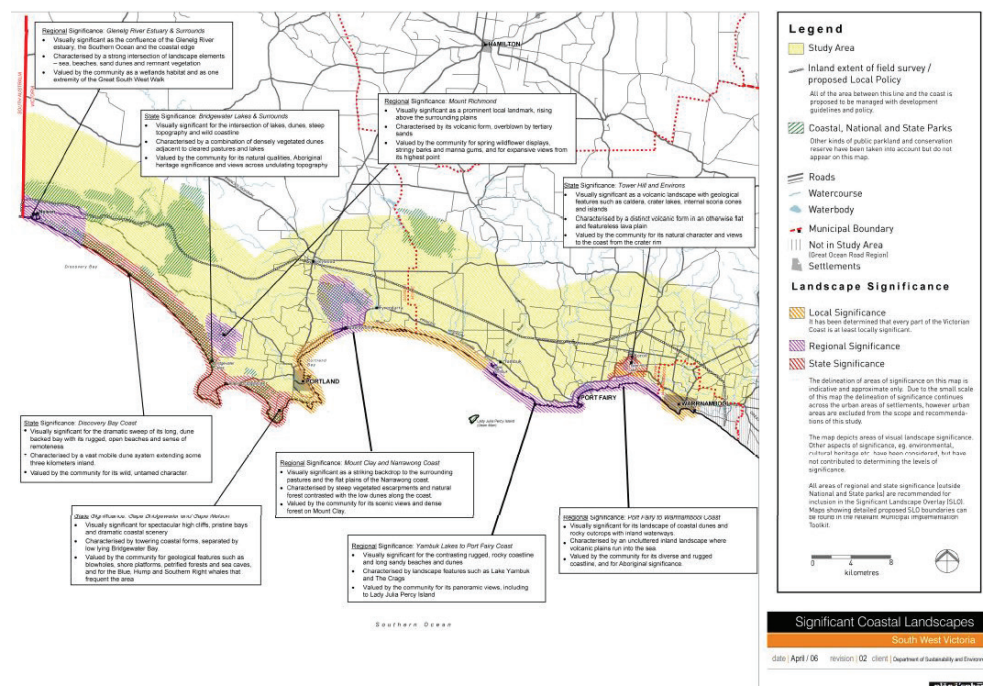 Regional Significance: Glenelg River Estuary & Surrounds
• Visually significant as the confluence of the Glenelg River
estuary, the Southern Ocean and the coastal edge
• Characterised by a strong intersection of landscape elements
– sea, beaches, sand dunes and remnant vegetation
• Valued by the community as a wetlands habitat and as one
extremity of the Great South West Walk
SOUTH AUSTRALIA
VICTORIA
HAMILTON
State Significance: Bridgewater Lakes & Surrounds
• Visually significant for the intersection of lakes, dunes, steep
topography and wild coastline
• Characterised by a combination of densely vegetated dunes
adjacent to cleared pastures and lakes
• Valued by the community for its natural qualities, Aboriginal
heritage significance and views across undulating topography
Regional Significance: Mount Richmond
• Visually significant as a prominent local landmark, rising
above the surrounding plains
• Characterised by its volcanic form, overblown by tertiary
sands
• Valued by the community for spring wildflower displays,
stringy barks and manna gums, and for expansive views from
its highest point
State Significance: Tower Hill and Environs
• Visually significant as a volcanic landscape with geological
features such as caldera, crater lakes, internal scoria cones
and islands
• Characterised by a distinct volcanic form in an otherwise flat
and featureless lava plain
• Valued by the community for its natural character and views
to the coast from the crater rim
Discovery Bay
Portland
Bay
PORTLAND
Yambuk
PORT FAIRY
WARRNAMBOOL
Lady Julia Percy Island
State Significance: Discovery Bay Coast
• Visually significant for the dramatic sweep of its long, dune
backed bay with its rugged, open beaches and sense of
remoteness
• Characterised by a vast mobile dune system extending some
three kilometers inland.
• Valued by the community for its wild, untamed character.
State Significance: Cape Bridgewater and Cape Nelson
• Visually significant for spectacular high cliffs, pristine bays
and dramatic coastal scenery
• Characterised by towering coastal forms, separated by
low lying Bridgewater Bay
• Valued by the community for geological features such as
blowholes, shore platforms, petrified forests and sea caves,
and for the Blue, Hump and Southern Right whales that
frequent the area
Regional Significance: Mount Clay and Narrawong Coast
• Visually significant as a striking backdrop to the surrounding
pastures and the flat plains of the Narrawong coast.
• Characterised by steep vegetated escarpments and natural
forest contrasted with the low dunes along the coast.
• Valued by the community for its scenic views and dense
forest on Mount Clay.
Regional Significance: Yambuk Lakes to Port Fairy Coast
• Visually significant for the contrasting rugged, rocky coastline
and long sandy beaches and dunes
• Characterised by landscape features such as Lake Yambuk
and The Crags
• Valued by the community for its panoramic views, including
to Lady Julia Percy Island
Regional Significance: Port Fairy to Warrnambool Coast
• Visually significant for its landscape of coastal dunes and
rocky outcrops with inland waterways.
• Characterised by an uncluttered inland landscape where
volcanic plains run into the sea
• Valued by the community for its diverse and rugged
coastline, and for Aboriginal significance.
Southern Ocean
Legend
Study Area
Inland extent of field survey /
proposed Local Policy
All of the area between this line and the coast is
proposed to be managed with development
guidelines and policy.
Coastal, National and State Parks
Other kinds of public parkland and conservation
reserve have been taken into account but do not
appear on this map.
Roads
Watercourse
Waterbody
Municipal Boundary
Not in Study Area
(Great Ocean Road Region)
Settlements
Landscape Significance
Local Significance
It has been determined that every part of the Victorian
Coast is at least locally significant.
Regional Significance
State Significance
The delineation of areas of significance on this map is
indicative and approximate only. Due to the small scale
of this map the delineation of significance continues
across the urban areas of settlements, however urban
areas are excluded from the scope and recommenda-
tions of this study.
The map depicts areas of visual landscape significance.
Other aspects of significance, eg. environmental,
cultural heritage etc. have been considered, but have
not contributed to determining the levels of
significance.
All areas of regional and state significance (outside
National and State parks) are recommended for
inclusion in the Significant Landscape Overlay (SLO).
Maps showing detailed proposed SLO boundaries can
be found in the relevant Municipal Implementation
Toolkit.
0 4 8
kilometres
Significant Coastal Landscapes
South West Victoria
date | April / 06 revision | 02 client | Department of Sustainability and Environ